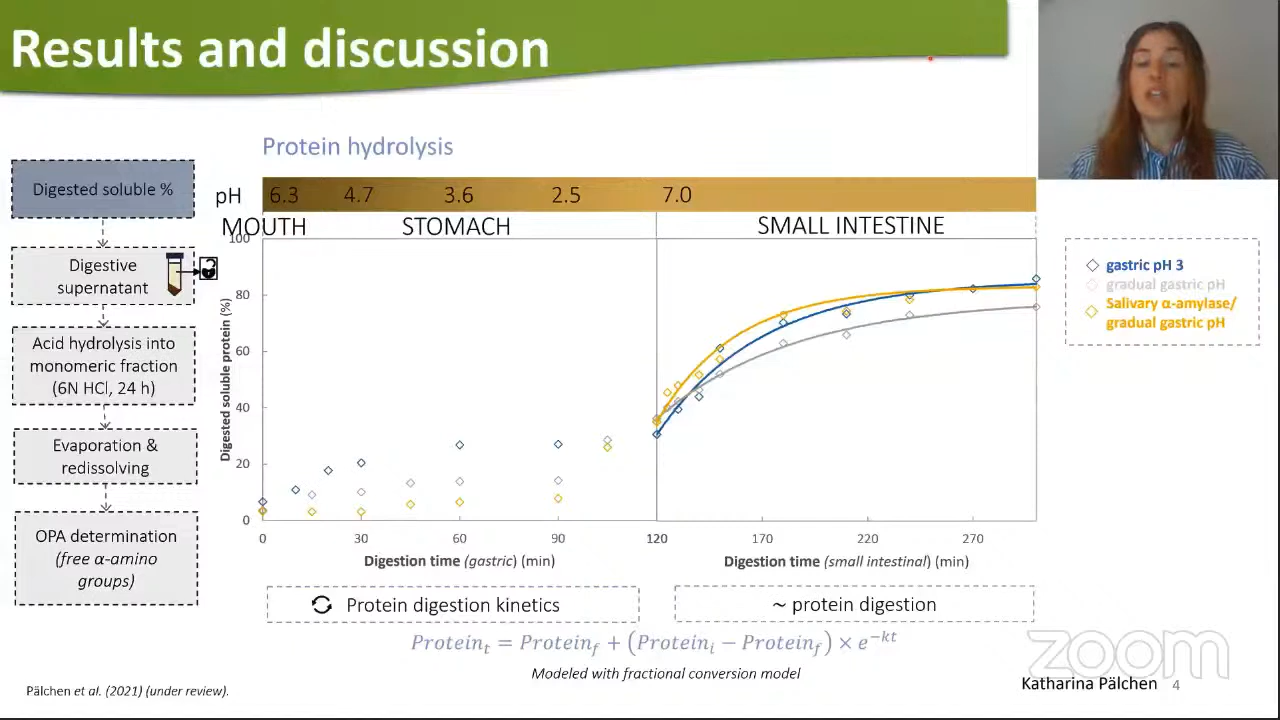 Results and discussion
Protein hydrolysis
Digested soluble %
Digestive
supernatant
Acid hydrolysis into
monomeric fraction
(6N HCl, 24 h)
Evaporation &
redissolving
OPA determination
(free α-amino
groups)
pH 6.3 4.7 3.6 2.5 7.0
MOUTH STOMACH SMALL INTESTINE
Digested soluble protein (%)
100
80
60
40
20
0
0 30 60 90 120 170 220 270
Digestion time (gastric) (min)
Digestion time (small intestinal) (min)
gastric pH 3
gradual gastric pH
Salivary α-amylase/
gradual gastric pH
Protein digestion kinetics
~ protein digestion
Protein_t = Protein_f + (Protein_i − Protein_f) × e^−kt
Modeled with fractional conversion model
Pälchen et al. (2021) (under review).
zoom
Katharina Pälchen 4